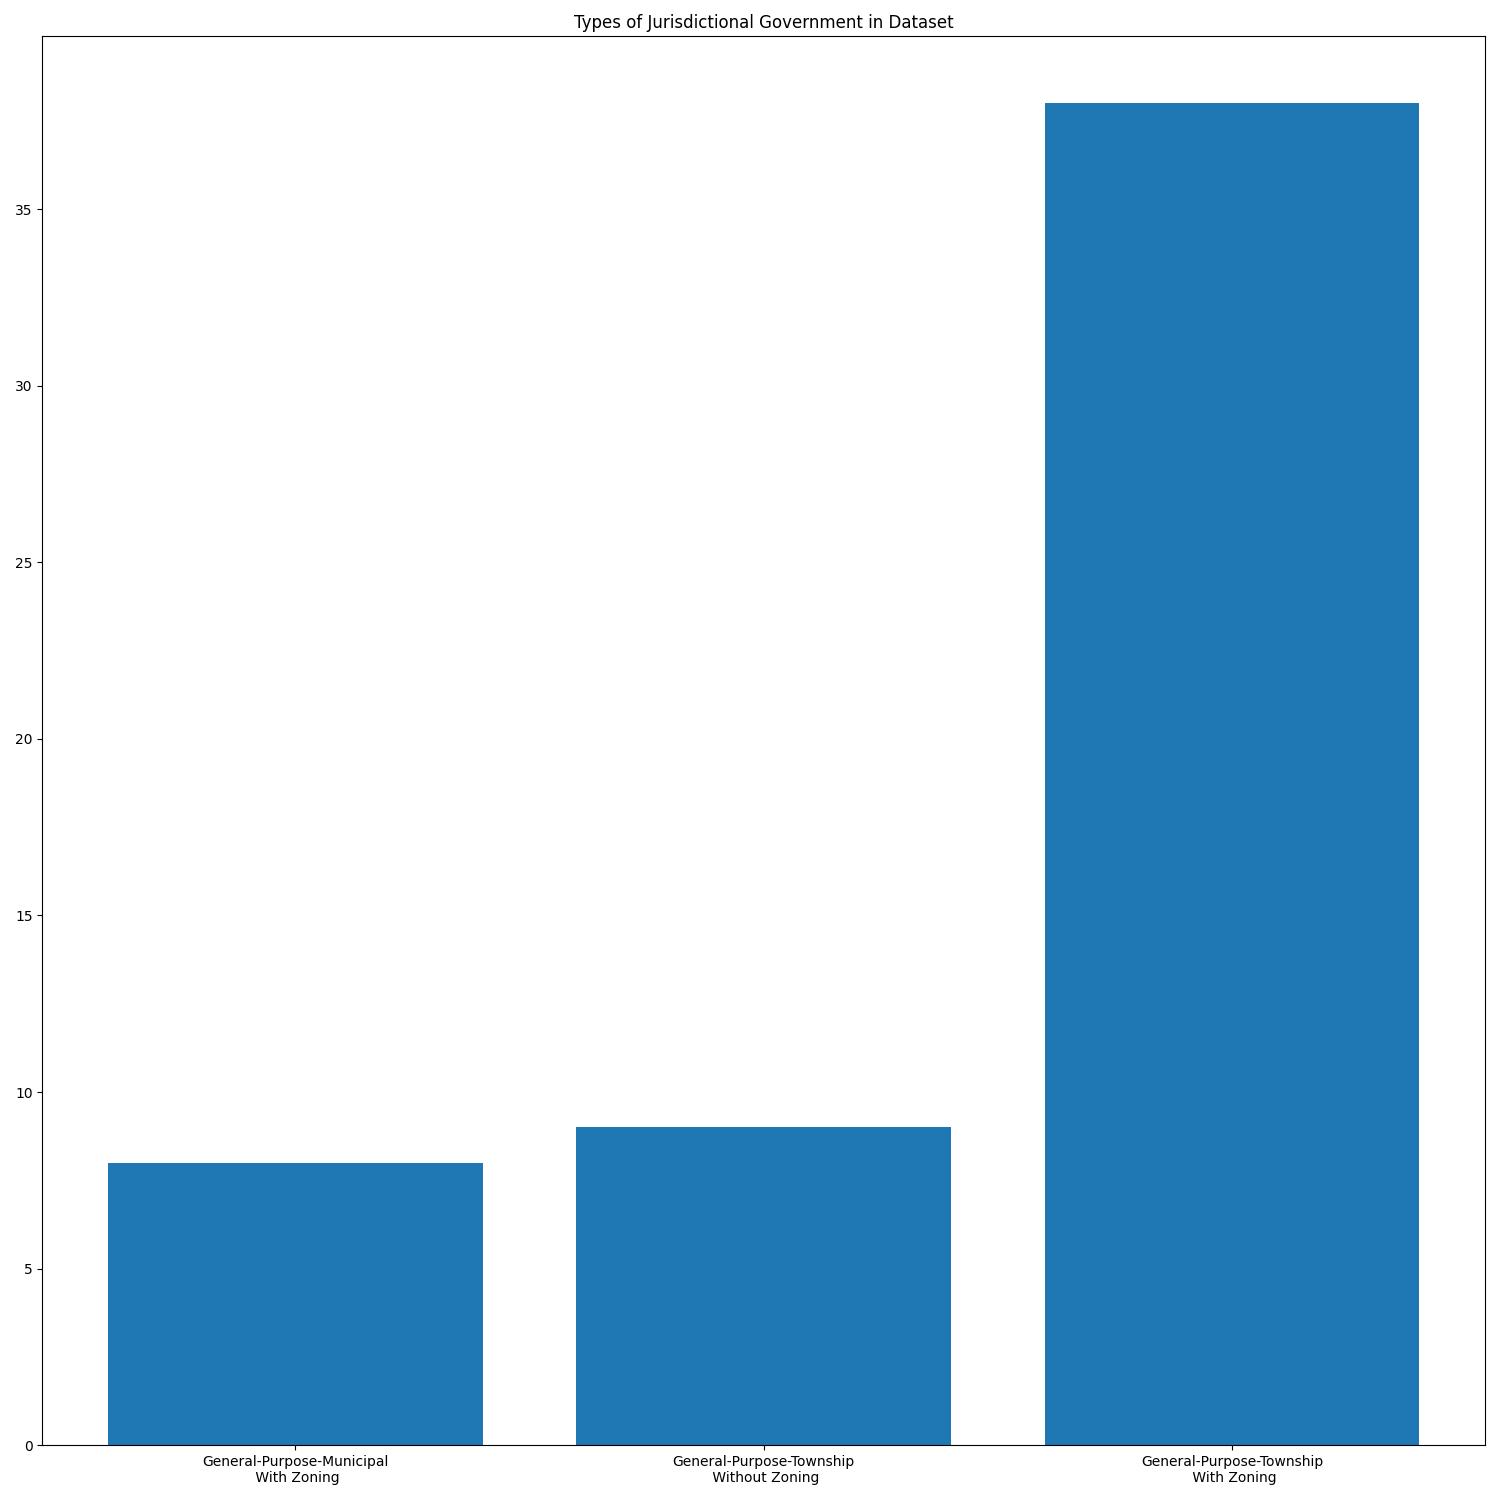 Types of Jurisdictional Government in Dataset
35
30
25
20
15
10
5
0
General-Purpose-Municipal
With Zoning
General-Purpose-Township
Without Zoning
General-Purpose-Township
With Zoning